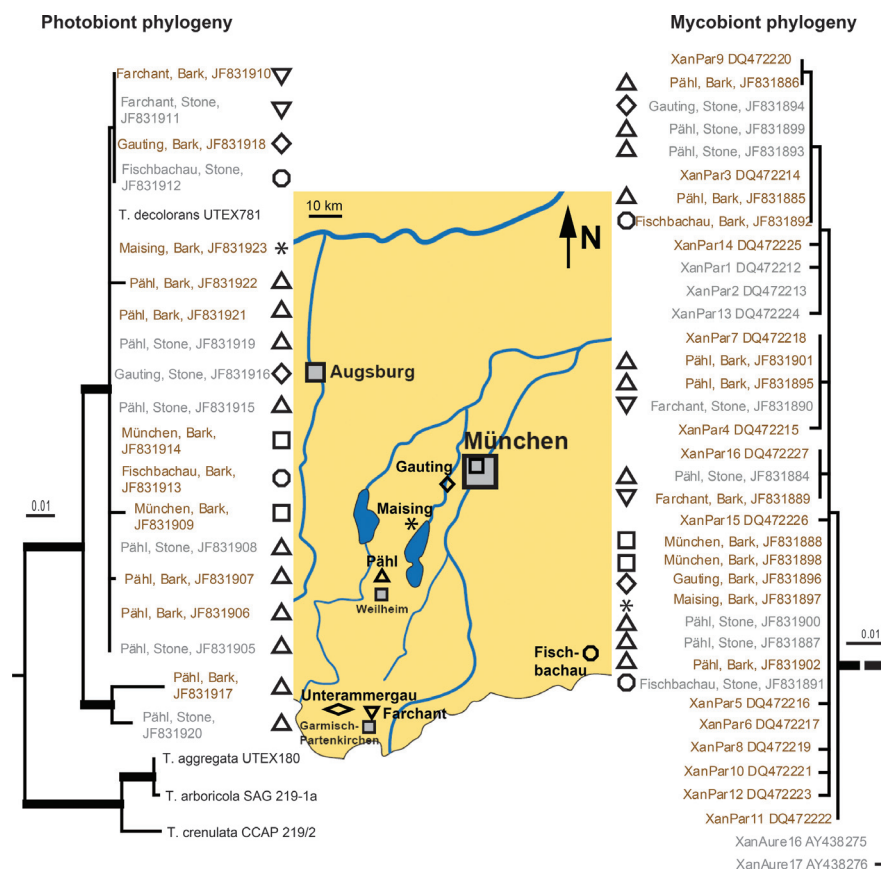 Photobiont phylogeny
Farchant, Bark, JF831910
Farchant, Stone,
JF831911
Gauting, Bark, JF831918
Fischbachau, Stone,
JF831912
T. decolorans UTEX781
Maising, Bark, JF831923
Pähl, Bark, JF831922
Pähl, Bark, JF831921
Pähl, Stone, JF831919
Gauting, Stone, JF831916
Pähl, Stone, JF831915
München, Bark,
JF831914
Fischbachau, Bark,
JF831913
München, Bark,
JF831909
Pähl, Stone, JF831908
Pähl, Bark, JF831907
Pähl, Bark, JF831906
Pähl, Stone, JF831905
Pähl, Bark,
JF831917
Pähl, Stone,
JF831920
T. aggregata UTEX180
T. arboricola SAG 219-1a
T. crenulata CCAP 219/2
0.01
10 km
N
Augsburg
München
Gauting
Maising
Pähl
Weilheim
Fisch-
bachau
Unterammergau
Farchant
Garmisch-
Partenkirchen
Mycobiont phylogeny
XanPar9 DQ472220
Pähl, Bark, JF831886
Gauting, Stone, JF831894
Pähl, Stone, JF831899
Pähl, Stone, JF831893
XanPar3 DQ472214
Pähl, Bark, JF831885
Fischbachau, Bark, JF831892
XanPar14 DQ472225
XanPar1 DQ472212
XanPar2 DQ472213
XanPar13 DQ472224
XanPar7 DQ472218
Pähl, Bark, JF831901
Pähl, Bark, JF831895
Farchant, Stone, JF831890
XanPar4 DQ472215
XanPar16 DQ472227
Pähl, Stone, JF831884
Farchant, Bark, JF831889
XanPar15 DQ472226
München, Bark, JF831888
München, Bark, JF831898
Gauting, Bark, JF831896
Maising, Bark, JF831897
Pähl, Stone, JF831900
Pähl, Stone, JF831887
Pähl, Bark, JF831902
Fischbachau, Stone, JF831891
XanPar5 DQ472216
XanPar6 DQ472217
XanPar8 DQ472219
XanPar10 DQ472221
XanPar12 DQ472223
XanPar11 DQ472222
XanAure16 AY438275
XanAure17 AY438276
0.01